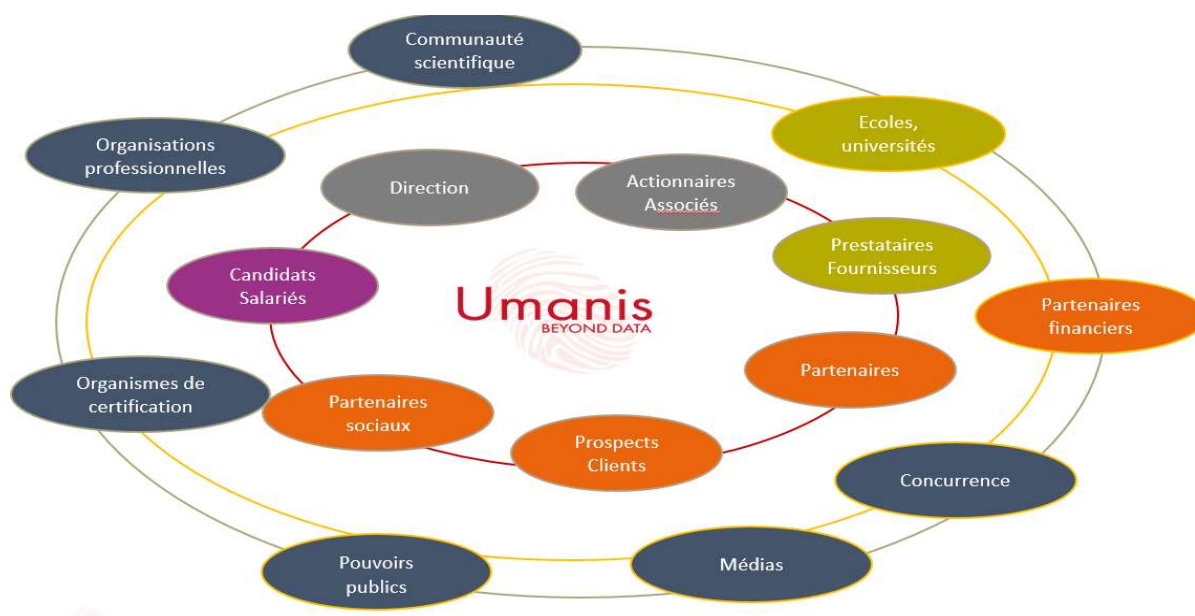 Communauté
scientifique
Ecoles,
universités
Organisations
professionnelles
Direction
Actionnaires
Associés
Prestataires
Fournisseurs
Candidats
Salariés
Umanis
BEYOND DATA
Partenaires
financiers
Partenaires
Organismes de
certification
Partenaires
sociaux
Prospects
Clients
Concurrence
Pouvoirs
publics
Médias